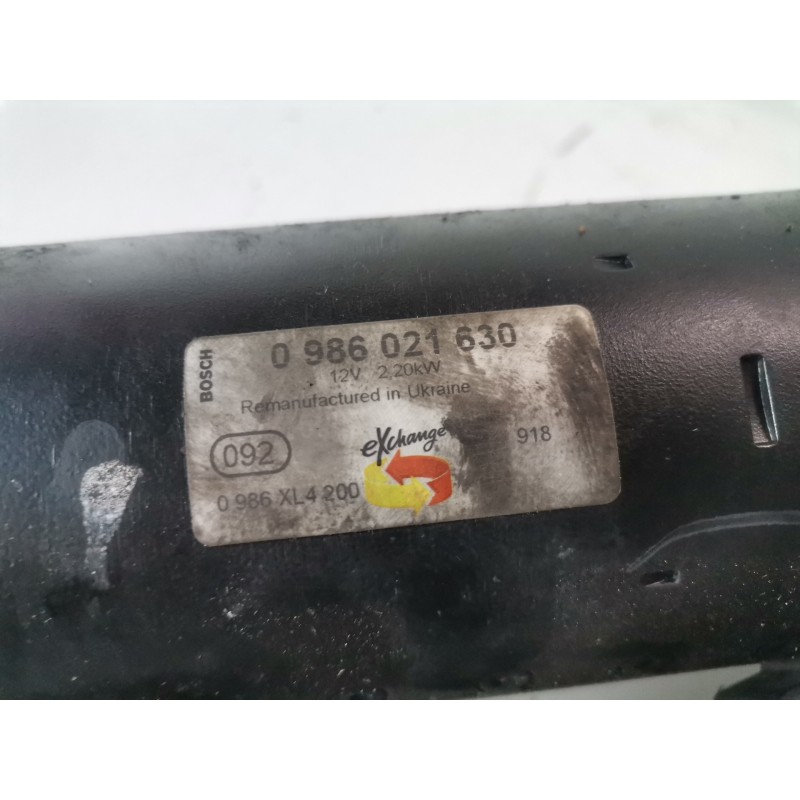 BOSCH
0 986 021 630
12V 2,20kW
Remanufactured in Ukraine
092
eXchange
918
0 986 XL4 200